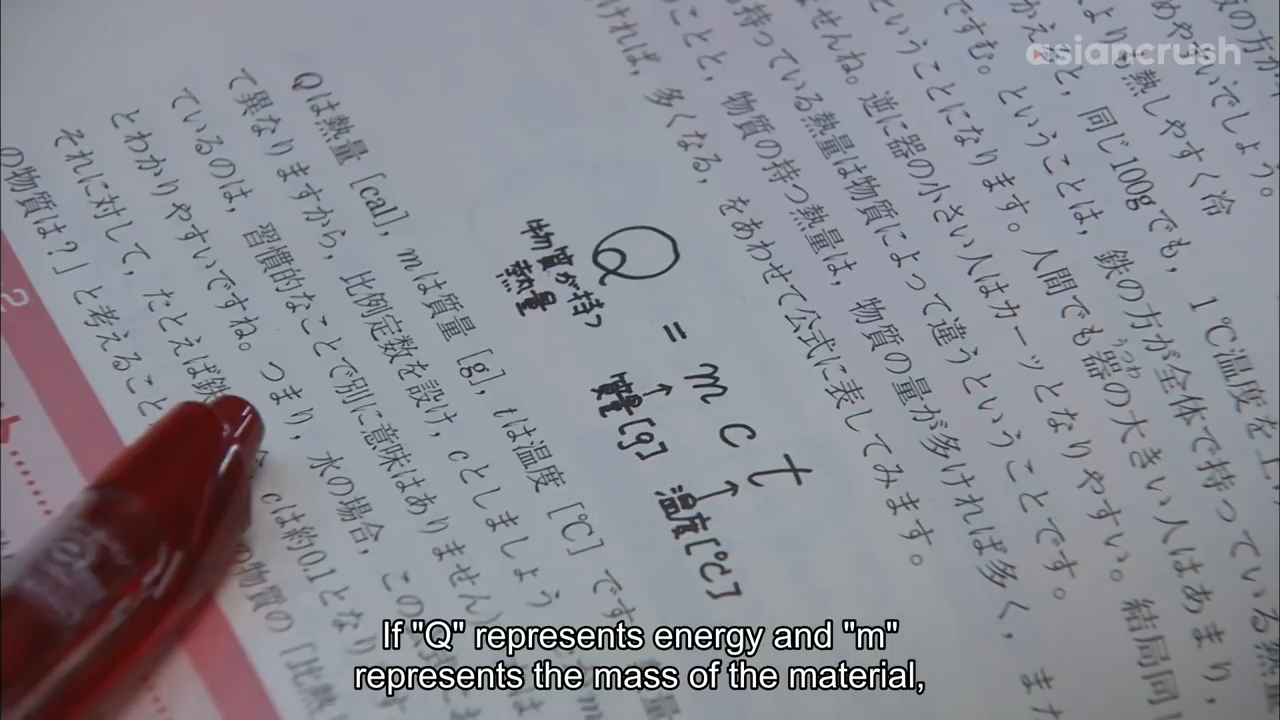 asiancrush
の方が
めやすいでしょう。
よりも熱しやすく冷
と, 同じ100gでも, 1℃温度を
ですむ。ということは, 鉄の方が全体で持っている熱量
ということになります。人間でも器の大きい人はあまり,
うつわ
せんね。逆に器の小さい人はカーッとなりやすい。結局同
持っている熱量は物質によって違うということです。
ことと, 物質の持つ熱量は, 物質の量が多ければ多く, また
ければ, 多くなる, をあわせて公式に表してみます。
Q = m c t
物質が持つ
熱量
質量[g]
温度[℃]
Qは熱量 [cal], mは質量 [g], tは温度 [℃] です
て異なりますから, 比例定数を設け, cとしましょう
ているのは, 習慣的なことで別に意味はありません)
とわかりやすいですね。つまり, 水の場合, この
それに対して, たとえば鉄 cは約0.1となり
の物質は?」と考えること の物質の「比熱
2
If "Q" represents energy and "m"
represents the mass of the material,